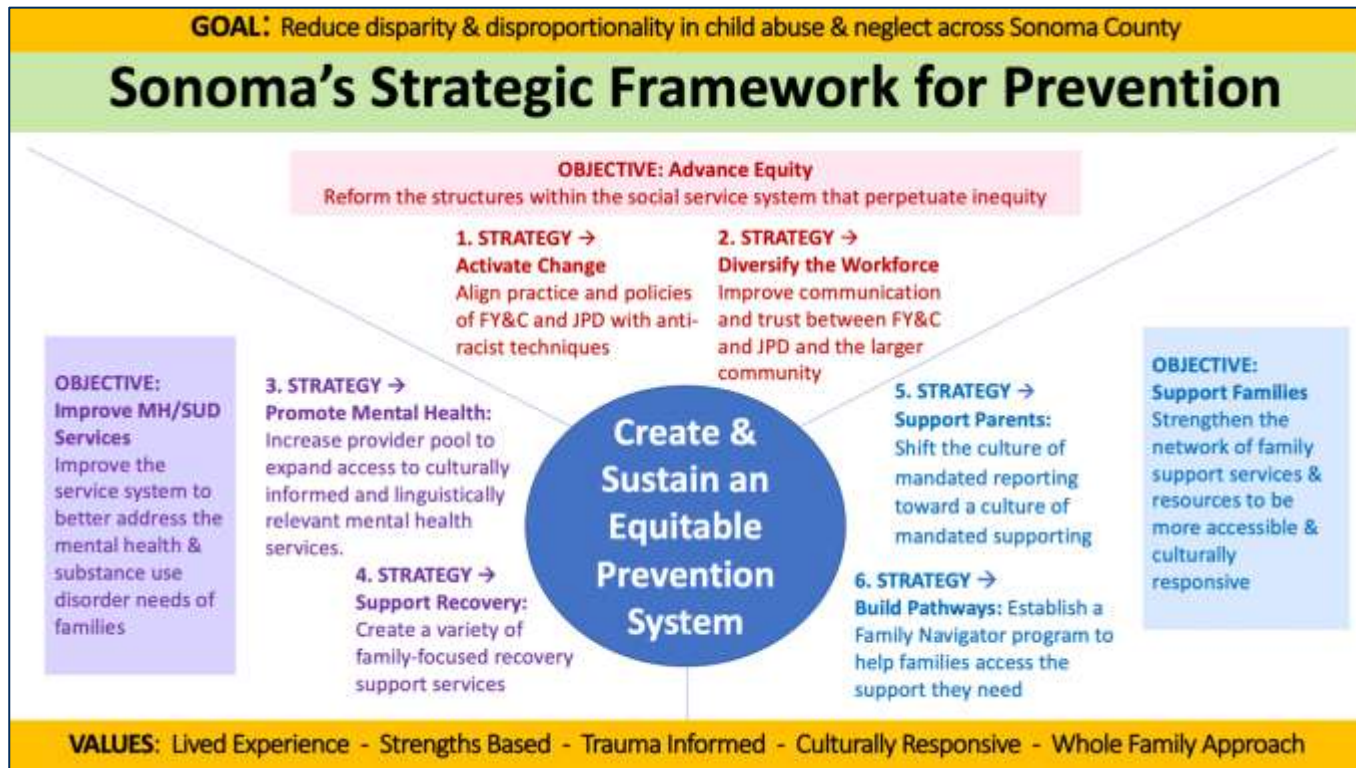 GOAL: Reduce disparity & disproportionality in child abuse & neglect across Sonoma County
Sonoma's Strategic Framework for Prevention
OBJECTIVE: Advance Equity
Reform the structures within the social service system that perpetuate inequity
1. STRATEGY →
Activate Change
Align practice and policies
of FY&C and JPD with anti-
racist techniques
2. STRATEGY →
Diversify the Workforce
Improve communication
and trust between FY&C
and JPD and the larger
community
OBJECTIVE:
Improve MH/SUD
Services
Improve the
service system to
better address the
mental health &
substance use
disorder needs of
families
3. STRATEGY →
Promote Mental Health:
Increase provider pool to
expand access to culturally
informed and linguistically
relevant mental health
services.
4. STRATEGY →
Support Recovery:
Create a variety of
family-focused recovery
support services
Create &
Sustain an
Equitable
Prevention
System
5. STRATEGY →
Support Parents:
Shift the culture of
mandated reporting
toward a culture of
mandated supporting
6. STRATEGY →
Build Pathways: Establish a
Family Navigator program to
help families access the
support they need
OBJECTIVE:
Support Families
Strengthen the
network of family
support services &
resources to be
more accessible &
culturally
responsive
VALUES: Lived Experience - Strengths Based - Trauma Informed - Culturally Responsive - Whole Family Approach